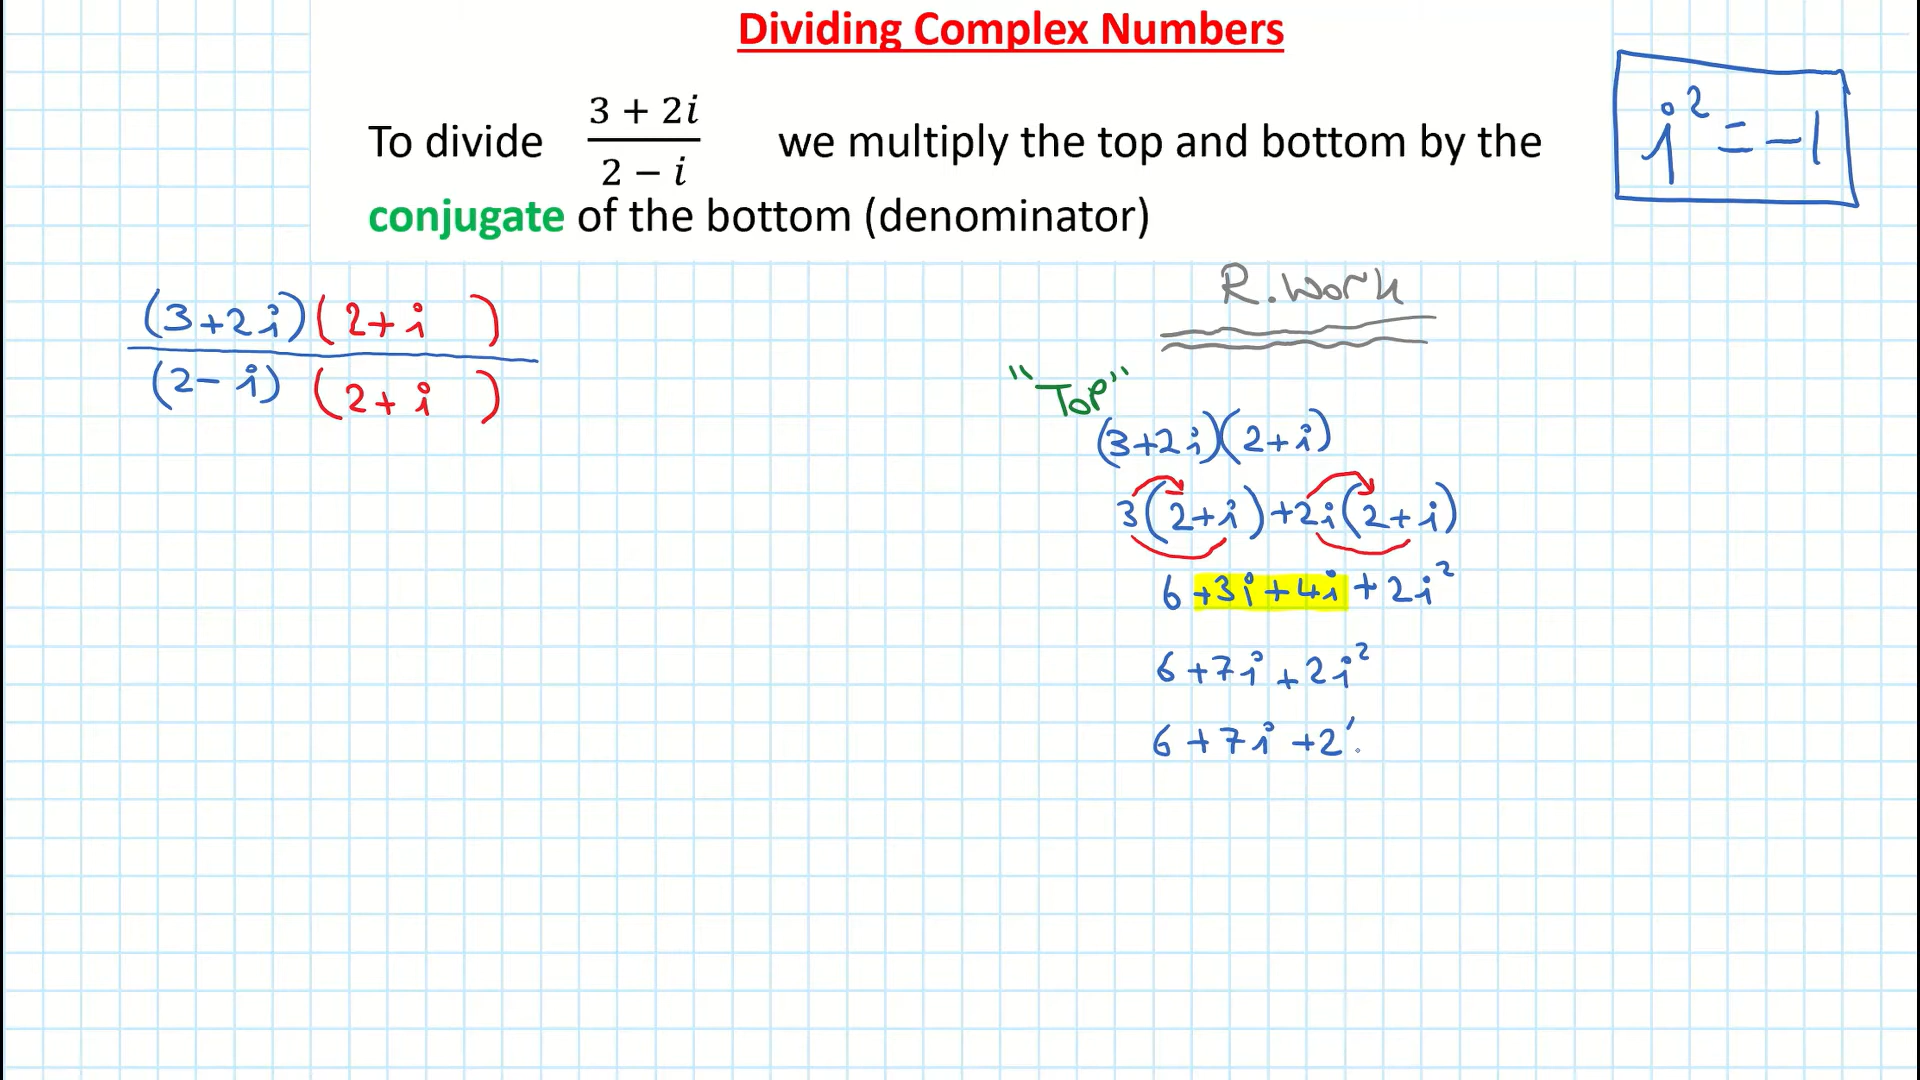 Dividing Complex Numbers
i² = -1
To divide (3 + 2i)/(2 − i) we multiply the top and bottom by the
conjugate of the bottom (denominator)
R.Work
(3+2i)(2+i )
(2-i) (2+i )
"Top"
(3+2i)(2+i)
3(2+i)+2i(2+i)
6+3i+4i+2i²
6+7i+2i²
6+7i+2